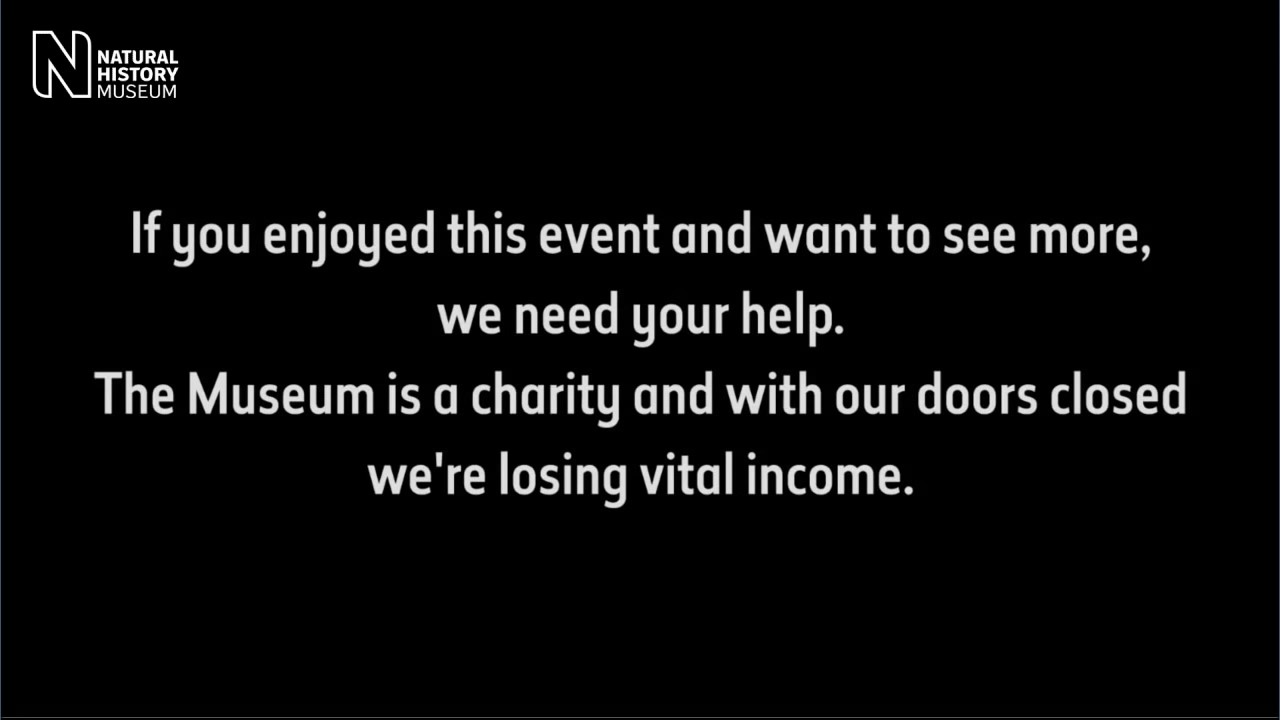 NATURAL
HISTORY
MUSEUM
If you enjoyed this event and want to see more,
we need your help.
The Museum is a charity and with our doors closed
we're losing vital income.